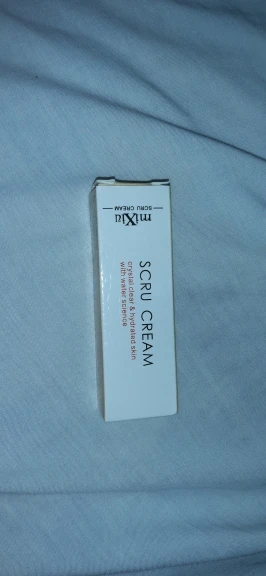 miXiu
SCRU CREAM
SCRU CREAM
crystal clear & hydrated skin
with water science